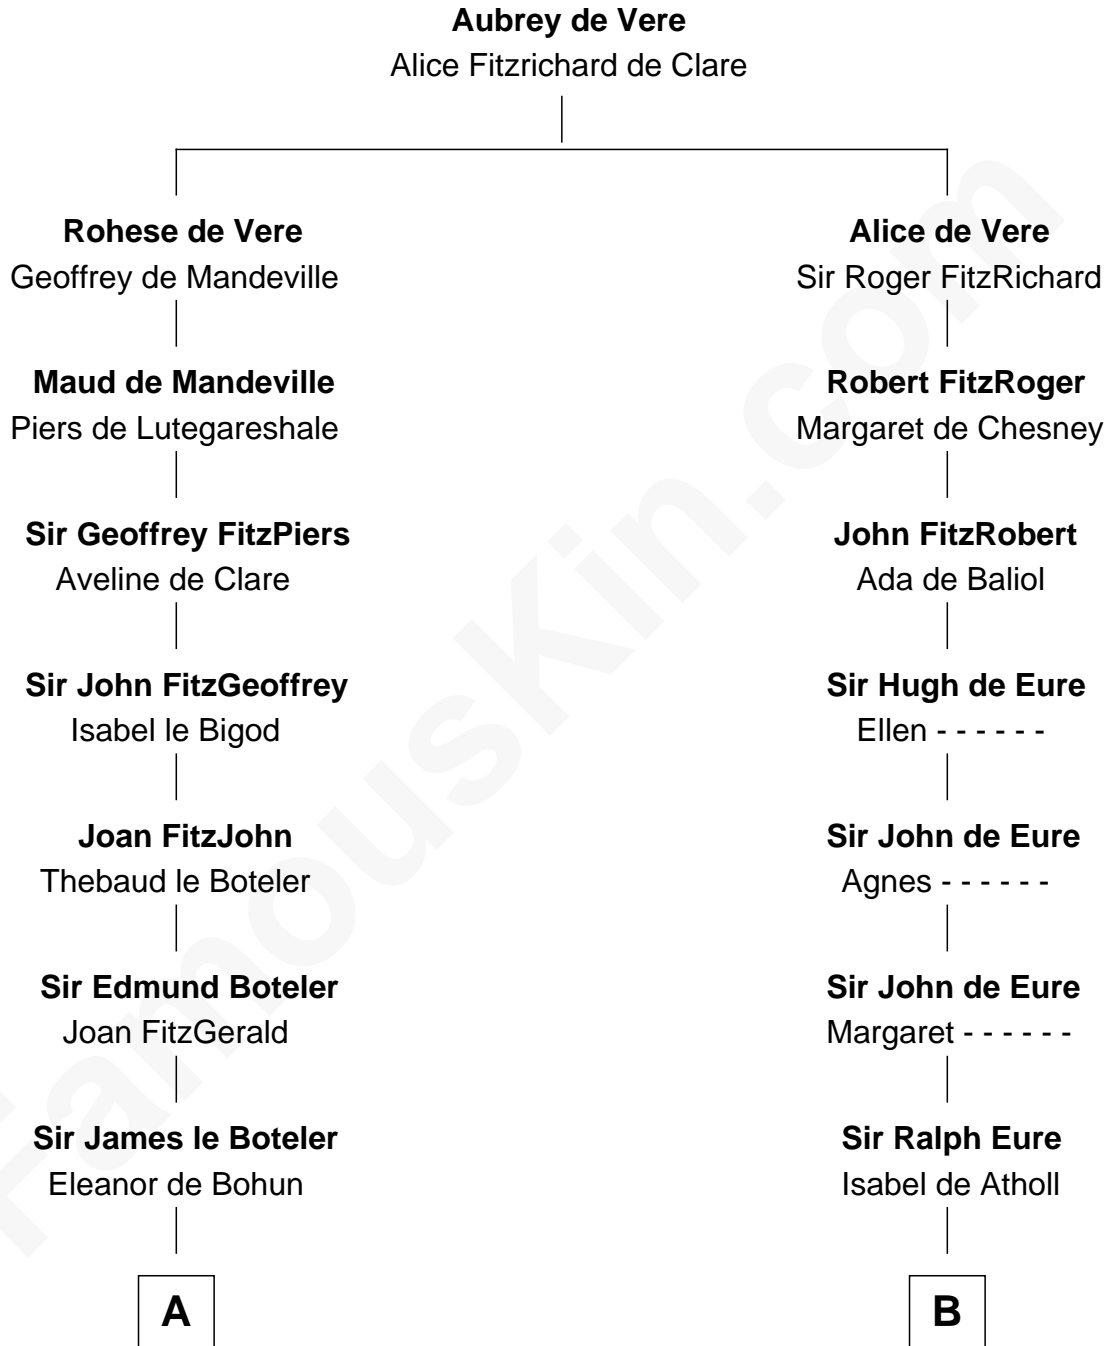 Aubrey de Vere
Alice Fitzrichard de Clare
Rohese de Vere
Geoffrey de Mandeville
Maud de Mandeville
Piers de Lutegareshale
Sir Geoffrey FitzPiers
Aveline de Clare
Sir John FitzGeoffrey
Isabel le Bigod
Joan FitzJohn
Thebaud le Boteler
Sir Edmund Boteler
Joan FitzGerald
Sir James le Boteler
Eleanor de Bohun
A
Alice de Vere
Sir Roger FitzRichard
Robert FitzRoger
Margaret de Chesney
John FitzRobert
Ada de Baliol
Sir Hugh de Eure
Ellen - - - - - -
Sir John de Eure
Agnes - - - - - -
Sir John de Eure
Margaret - - - - - -
Sir Ralph Eure
Isabel de Atholl
B
FamousKin.com